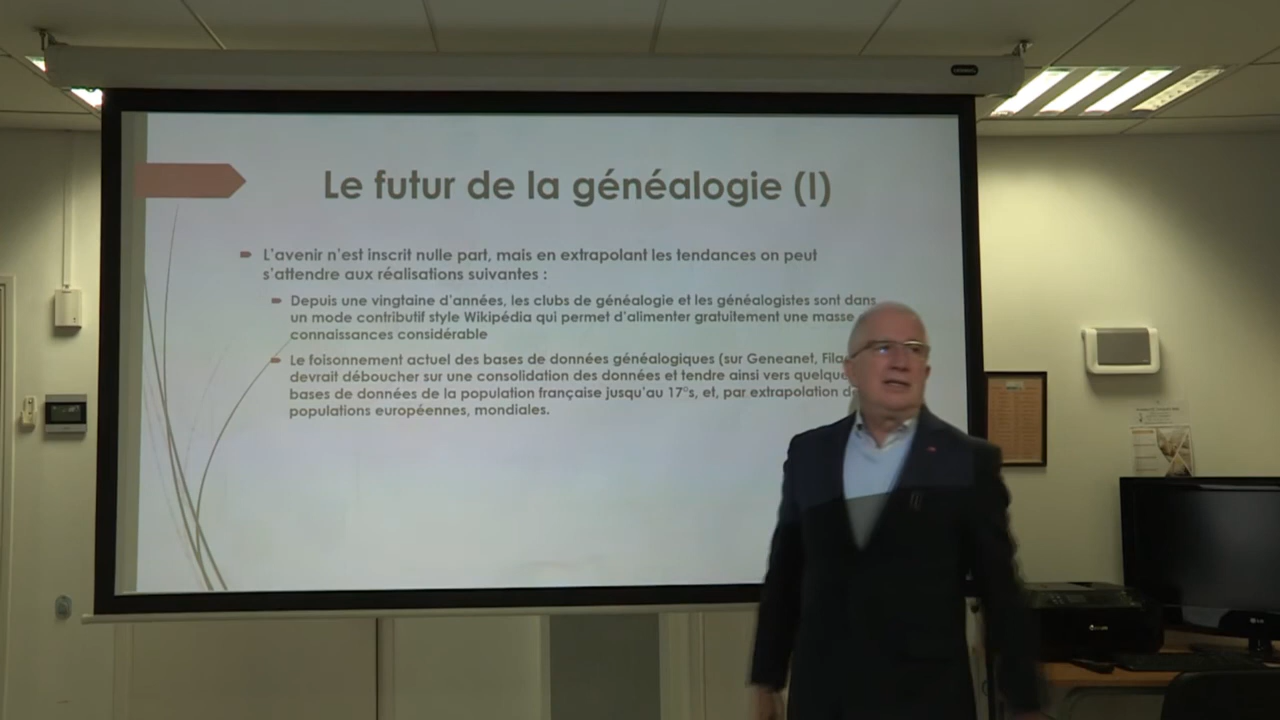 Le futur de la généalogie (I)
L'avenir n'est inscrit nulle part, mais en extrapolant les tendances on peut
s'attendre aux réalisations suivantes :
Depuis une vingtaine d'années, les clubs de généalogie et les généalogistes sont dans
un mode contributif style Wikipédia qui permet d'alimenter gratuitement une masse
connaissances considérable
Le foisonnement actuel des bases de données généalogiques (sur Geneanet,
devrait déboucher sur une consolidation des données et tendre ainsi vers
bases de données de la population française jusqu'au 17°s, et, par extrapolation
populations européennes, mondiales.
LG